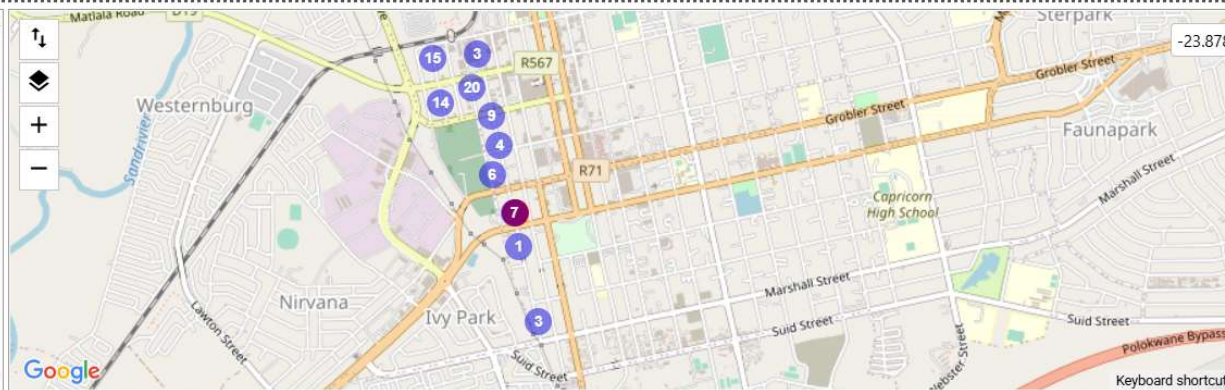 Matlala Road
D19
Sterpark
-23.878
15
3
R567
Grobler Street
20
Westernburg
14
9
Grobler Street
Faunapark
4
Sandrivier
6
R71
Marshall Street
7
Capricorn
High School
1
Marshall Street
Nirvana
Ivy Park
3
Suid Street
Suid Street
Lawton Street
Polokwane Bypass
Suid Street
Webster Street
Google
Keyboard shortcu